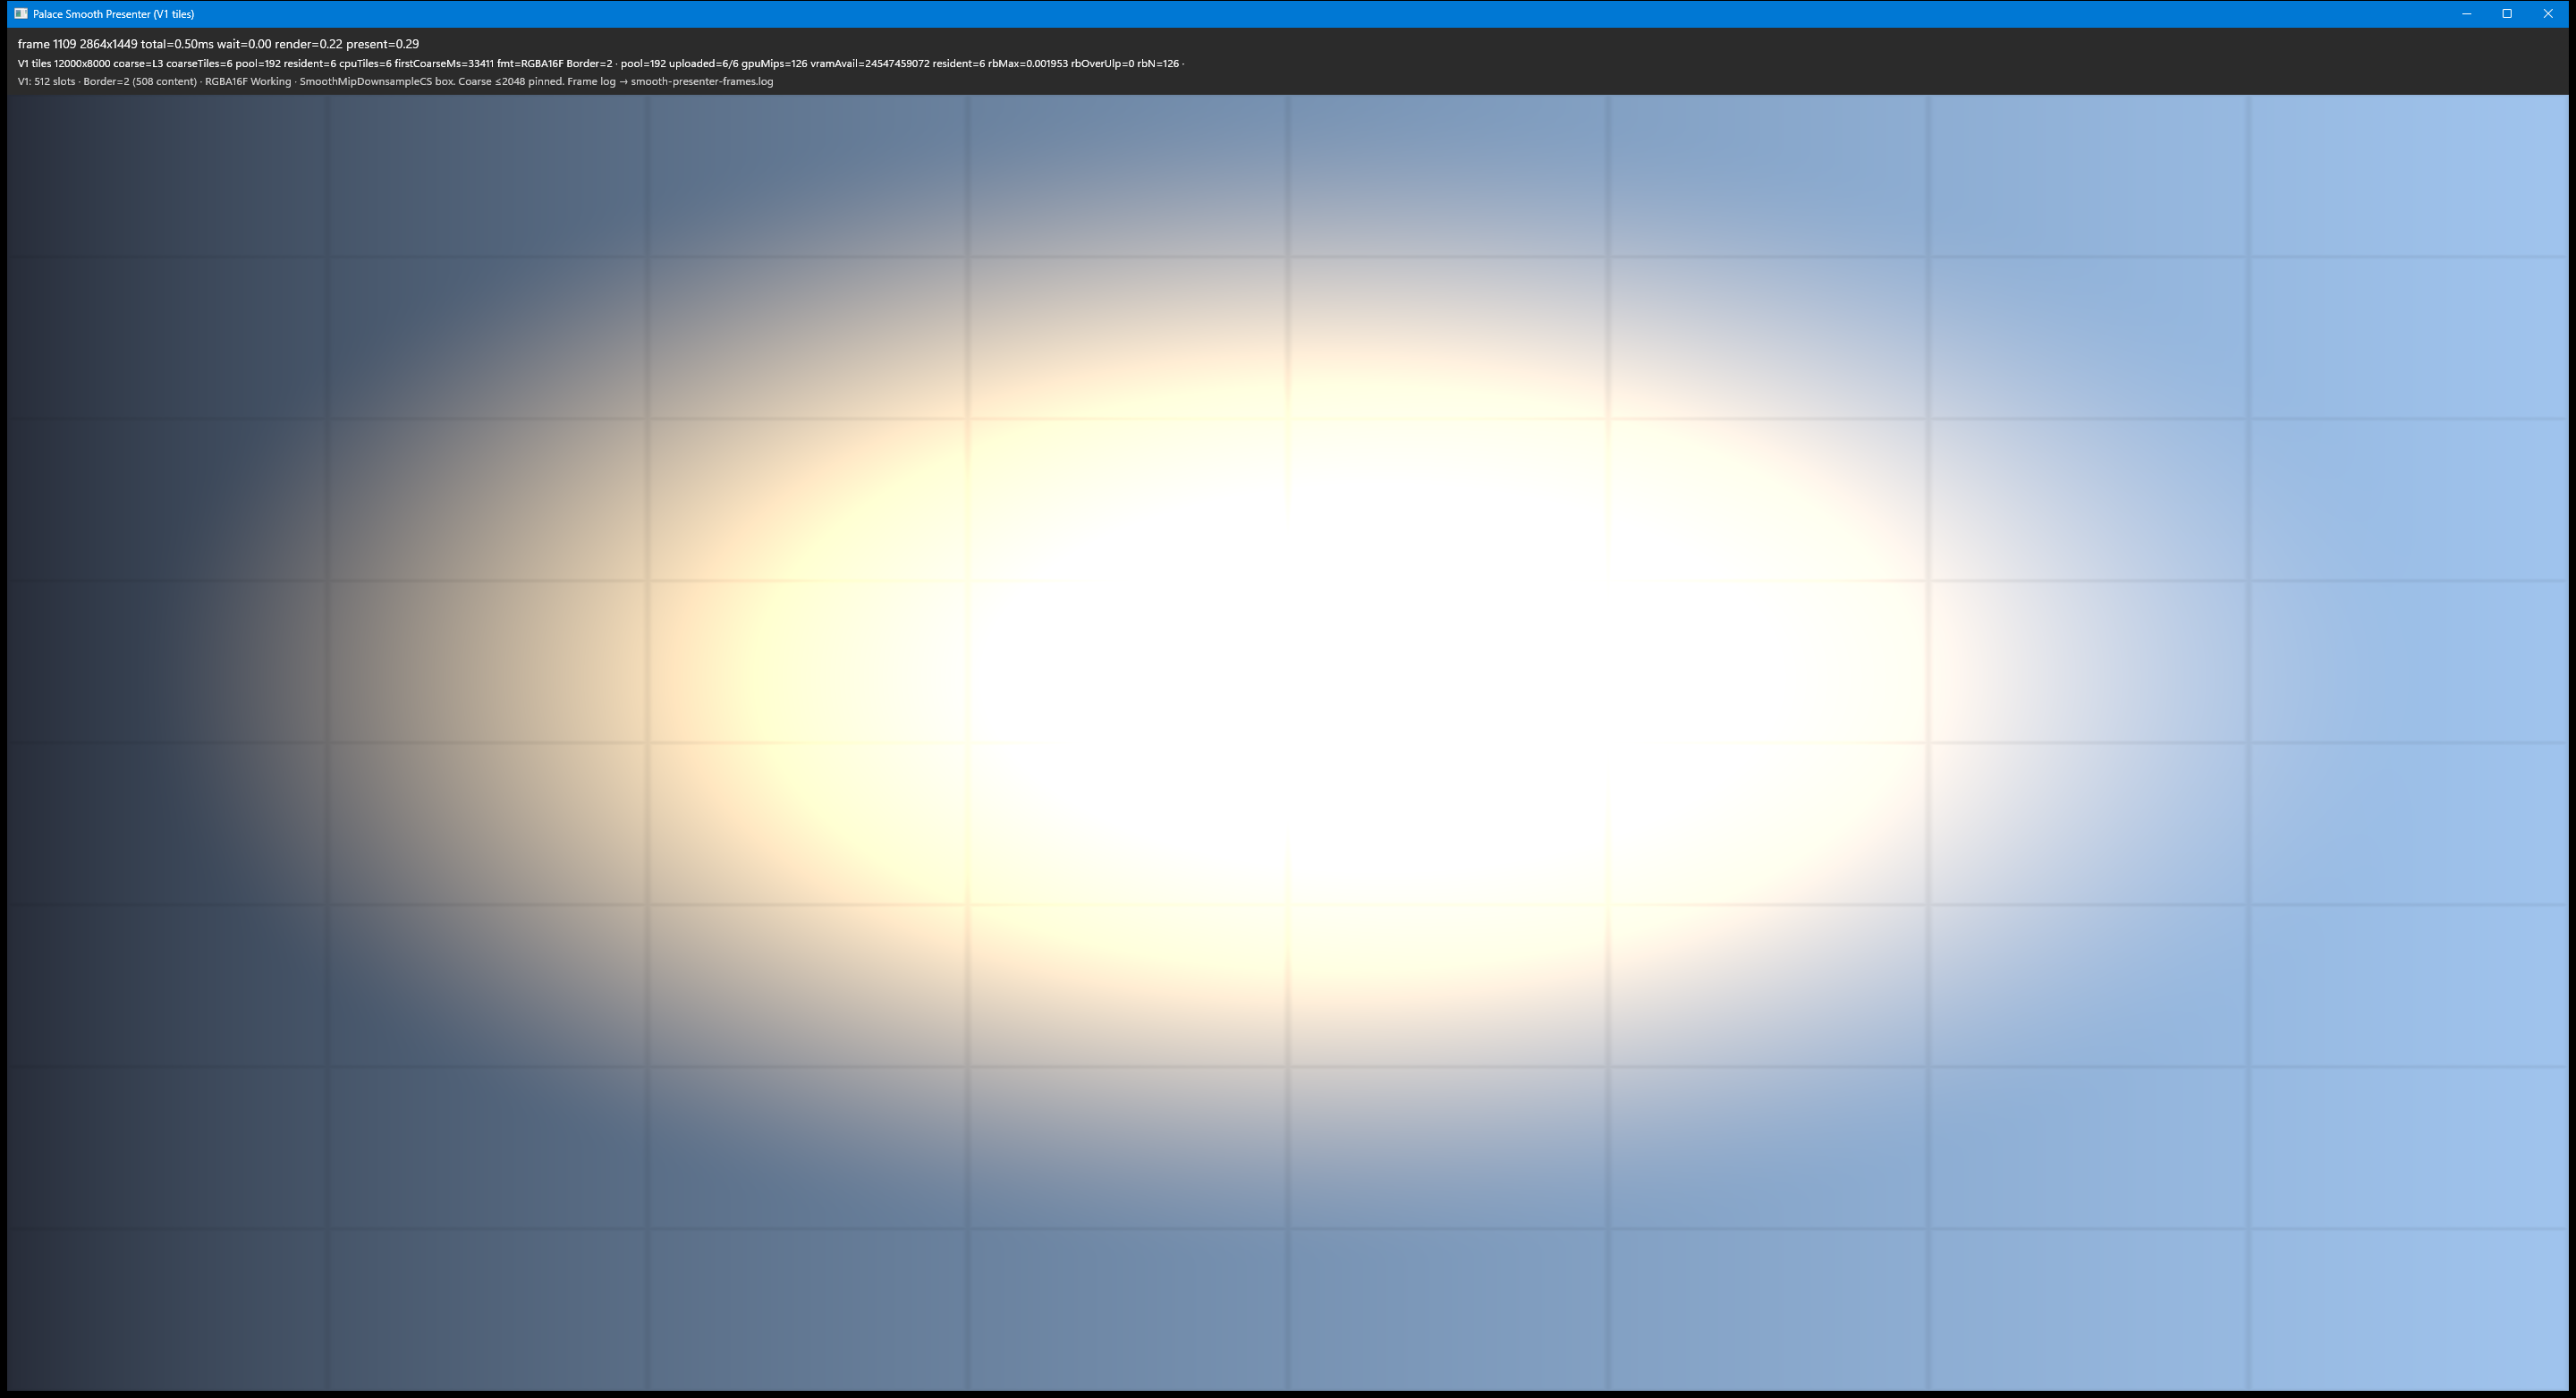 Palace Smooth Presenter (V1 tiles)
frame 1109 2864x1449 total=0.50ms wait=0.00 render=0.22 present=0.29
V1 tiles 12000x8000 coarse=L3 coarseTiles=6 pool=192 resident=6 cpuTiles=6 firstCoarseMs=33411 fmt=RGBA16F Border=2 · pool=192 uploaded=6/6 gpuMips=126 vramAvail=24547459072 resident=6 rbMax=0.001953 rbOverUlp=0 rbN=126 ·
V1: 512 slots · Border=2 (508 content) · RGBA16F Working · SmoothMipDownsampleCS box. Coarse ≤2048 pinned. Frame log → smooth-presenter-frames.log